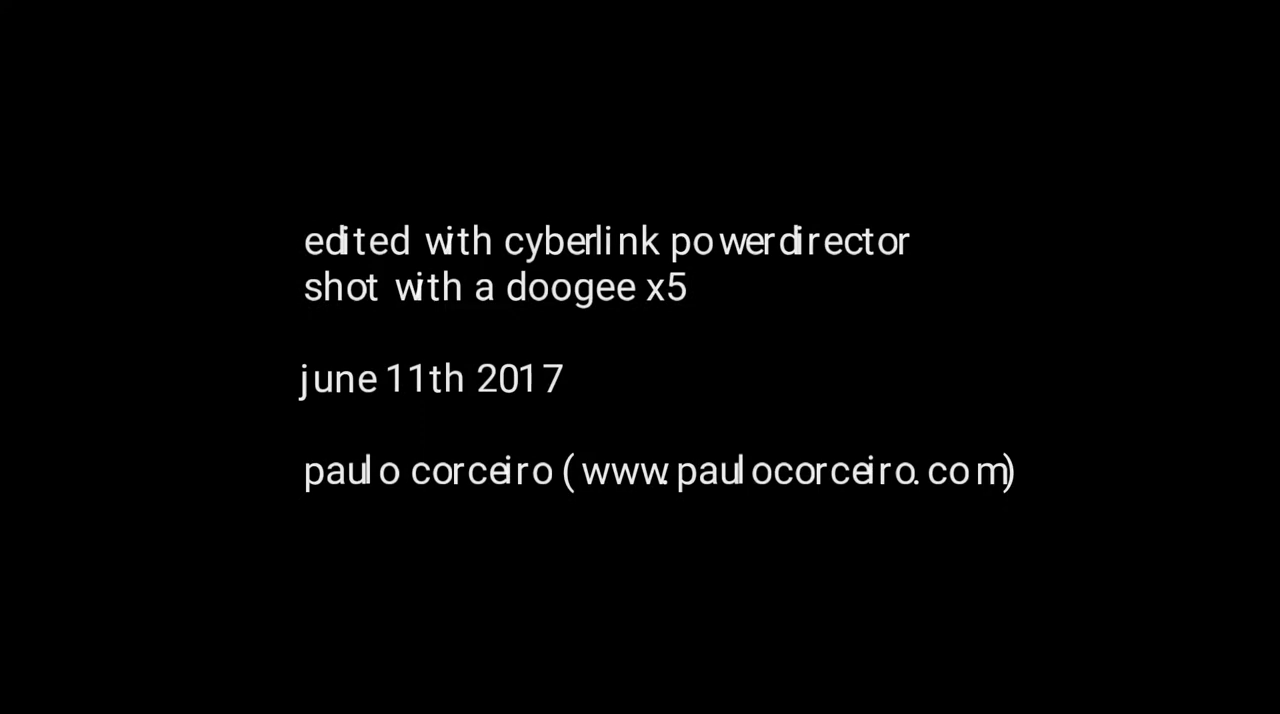 edited with cyberlink powerdirector
shot with a doogee x5
june 11th 2017
paulo corceiro (www.paulocorceiro.com)